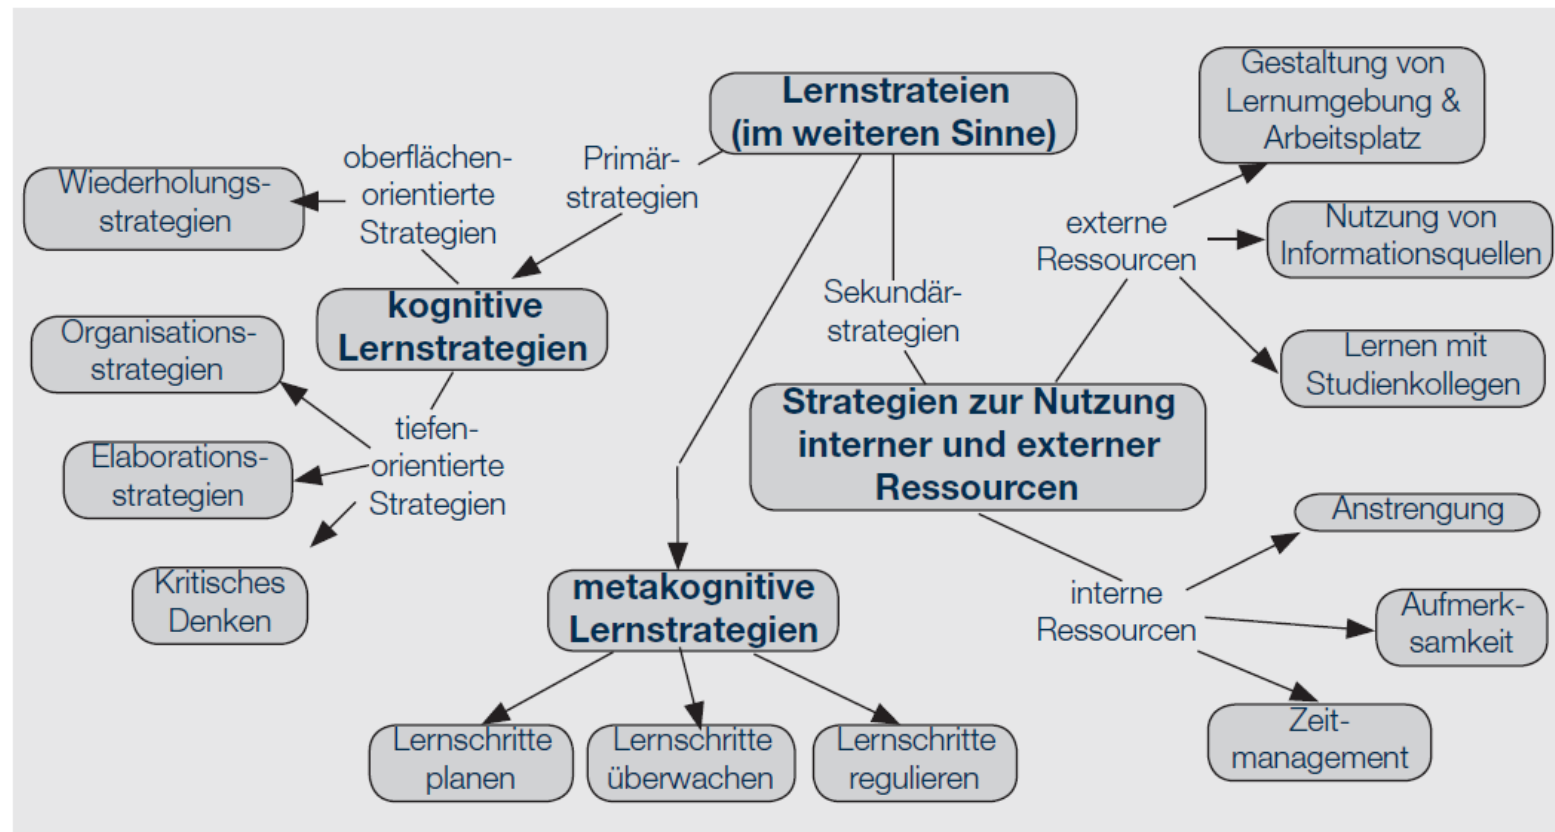 Lernstrateien
(im weiteren Sinne)
Primär-
strategien
oberflächen-
orientierte
Strategien
Wiederholungs-
strategien
kognitive
Lernstrategien
tiefen-
orientierte
Strategien
Organisations-
strategien
Elaborations-
strategien
Kritisches
Denken
metakognitive
Lernstrategien
Lernschritte
planen
Lernschritte
überwachen
Lernschritte
regulieren
Sekundär-
strategien
Strategien zur Nutzung
interner und externer
Ressourcen
externe
Ressourcen
Gestaltung von
Lernumgebung &
Arbeitsplatz
Nutzung von
Informationsquellen
Lernen mit
Studienkollegen
interne
Ressourcen
Anstrengung
Aufmerk-
samkeit
Zeit-
management